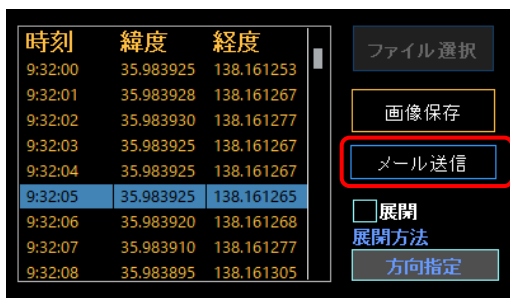 時刻 緯度 経度
9:32:00 35.983925 138.161253
9:32:01 35.983928 138.161267
9:32:02 35.983930 138.161277
9:32:03 35.983925 138.161267
9:32:04 35.983925 138.161267
9:32:05 35.983925 138.161265
9:32:06 35.983920 138.161268
9:32:07 35.983910 138.161277
9:32:08 35.983895 138.161305
ファイル選択
画像保存
メール送信
展開
展開方法
方向指定